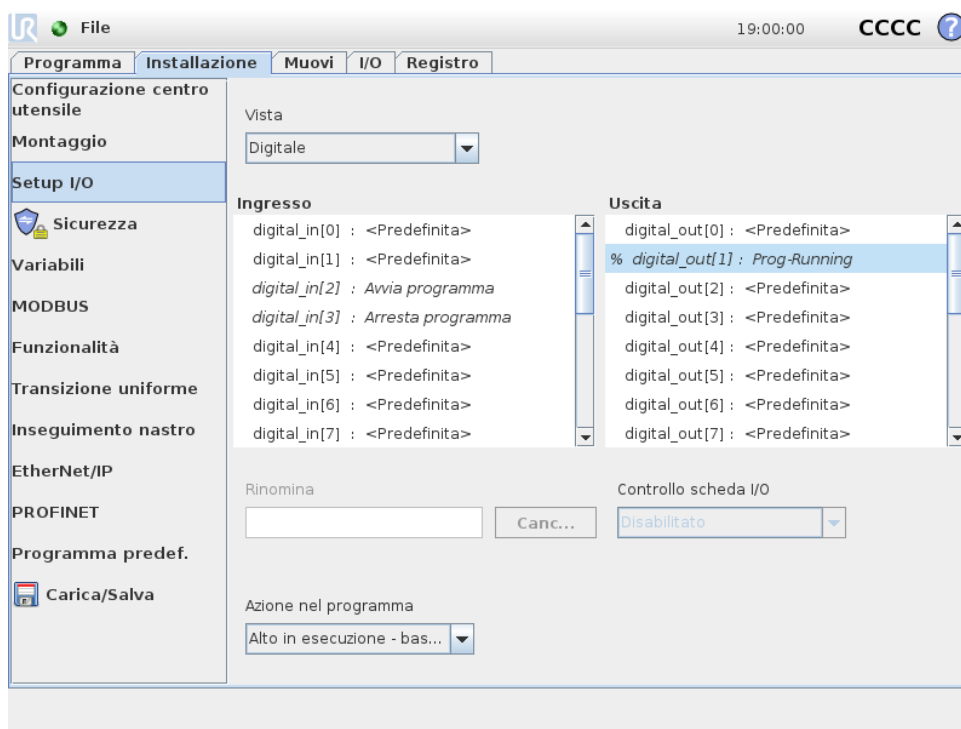 UR File 19:00:00 CCCC ?
Programma Installazione Muovi I/O Registro
Configurazione centro
utensile
Montaggio
Setup I/O
Sicurezza
Variabili
MODBUS
Funzionalità
Transizione uniforme
Inseguimento nastro
EtherNet/IP
PROFINET
Programma predef.
Carica/Salva
Vista
Digitale
Ingresso
digital_in[0] : <Predefinita>
digital_in[1] : <Predefinita>
digital_in[2] : Avvia programma
digital_in[3] : Arresta programma
digital_in[4] : <Predefinita>
digital_in[5] : <Predefinita>
digital_in[6] : <Predefinita>
digital_in[7] : <Predefinita>
Uscita
digital_out[0] : <Predefinita>
% digital_out[1] : Prog-Running
digital_out[2] : <Predefinita>
digital_out[3] : <Predefinita>
digital_out[4] : <Predefinita>
digital_out[5] : <Predefinita>
digital_out[6] : <Predefinita>
digital_out[7] : <Predefinita>
Rinomina
Canc...
Controllo scheda I/O
Disabilitato
Azione nel programma
Alto in esecuzione - bas...